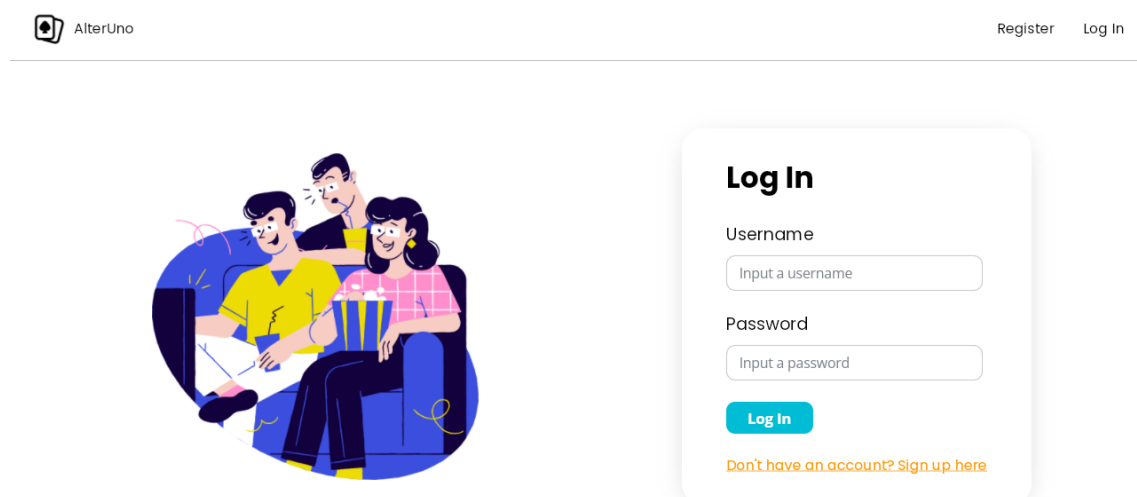 AlterUno
Register
Log In
Log In
Username
Input a username
Password
Input a password
Log In
Don't have an account? Sign up here